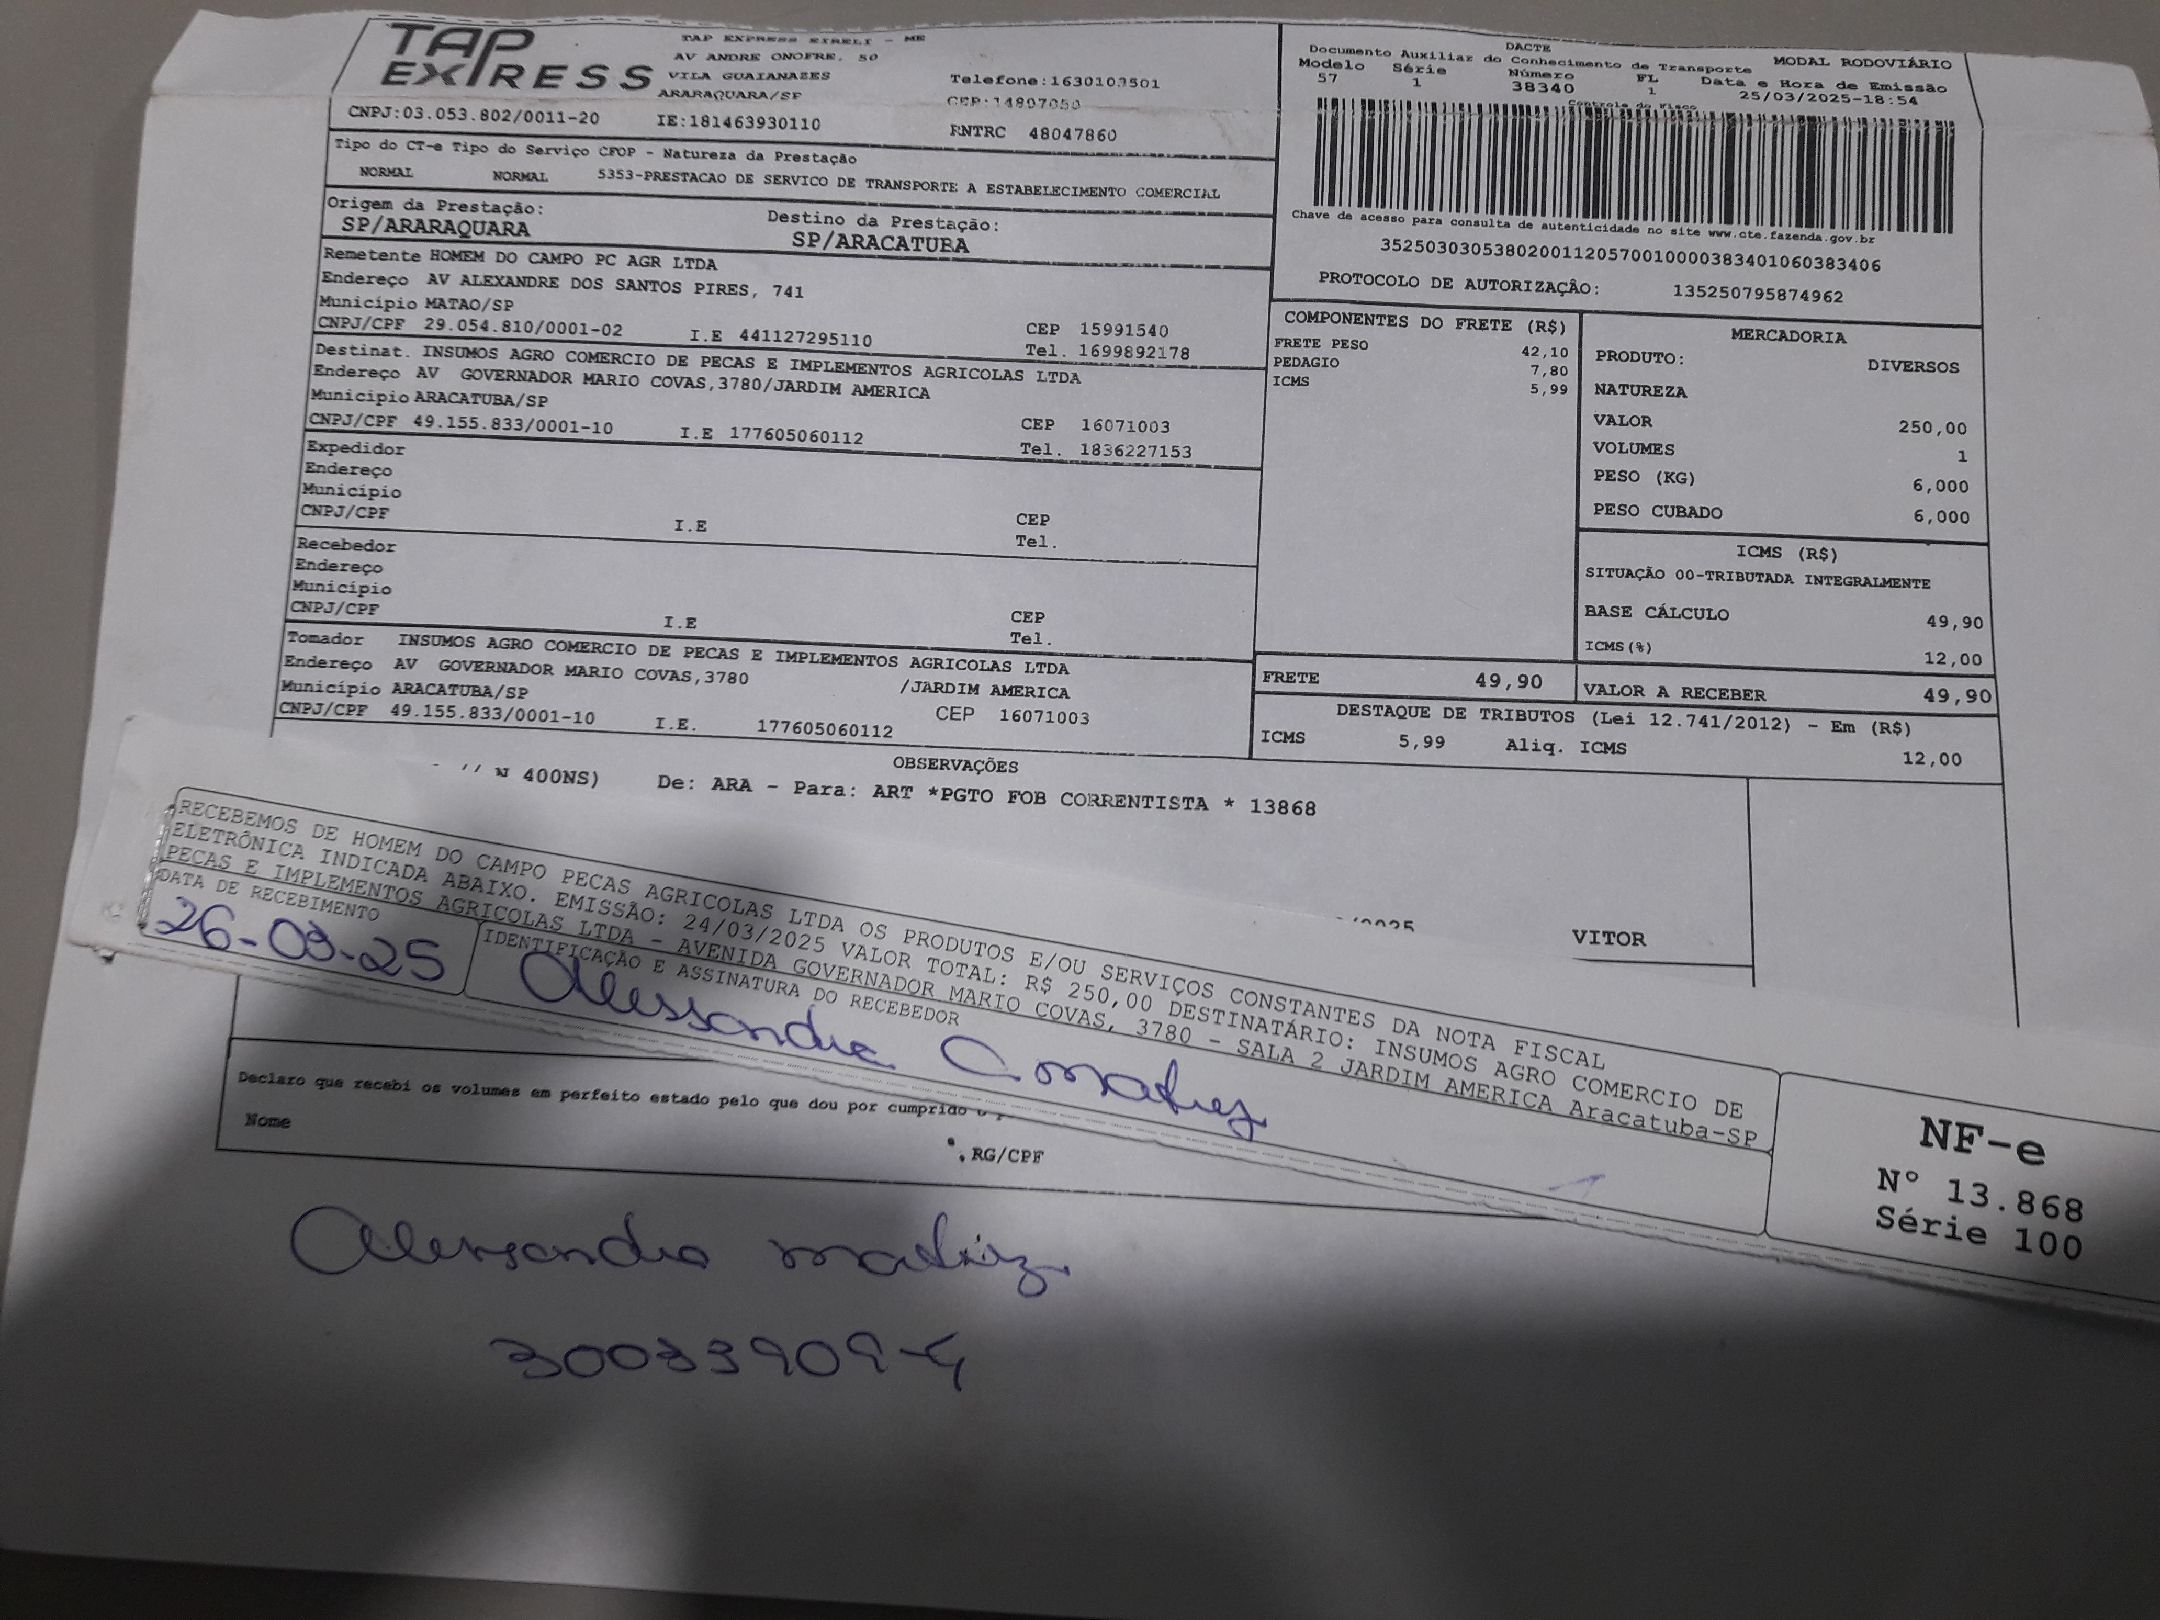 TAP EXPRESS
TAP EXPRESS EIRELI - ME
AV ANDRE ONOFRE, 50
VILA GUAIANAZES
ARARAQUARA/SP
Telefone:1630103501
CEP:14807050
CNPJ:03.053.802/0011-20 IE:181463930110 RNTRC 48047860
Tipo do CT-e Tipo do Serviço CFOP - Natureza da Prestação
NORMAL NORMAL 5353-PRESTACAO DE SERVICO DE TRANSPORTE A ESTABELECIMENTO COMERCIAL
Origem da Prestação: Destino da Prestação:
SP/ARARAQUARA SP/ARACATUBA
Remetente HOMEM DO CAMPO PC AGR LTDA
Endereço AV ALEXANDRE DOS SANTOS PIRES, 741
Município MATAO/SP CEP 15991540
CNPJ/CPF 29.054.810/0001-02 I.E 441127295110 Tel. 1699892178
Destinat. INSUMOS AGRO COMERCIO DE PECAS E IMPLEMENTOS AGRICOLAS LTDA
Endereço AV GOVERNADOR MARIO COVAS,3780/JARDIM AMERICA
Municipio ARACATUBA/SP CEP 16071003
CNPJ/CPF 49.155.833/0001-10 I.E 177605060112 Tel. 1836227153
Expedidor
Endereço
Município CEP
CNPJ/CPF I.E Tel.
Recebedor
Endereço
Município CEP
CNPJ/CPF I.E Tel.
Tomador INSUMOS AGRO COMERCIO DE PECAS E IMPLEMENTOS AGRICOLAS LTDA
Endereço AV GOVERNADOR MARIO COVAS,3780 /JARDIM AMERICA
Município ARACATUBA/SP CEP 16071003
CNPJ/CPF 49.155.833/0001-10 I.E. 177605060112
DACTE
Documento Auxiliar do Conhecimento de Transporte MODAL RODOVIÁRIO
Modelo Série Número FL Data e Hora de Emissão
57 1 38340 1 25/03/2025-18:54
Controle do Fisco
Chave de acesso para consulta de autenticidade no site www.cte.fazenda.gov.br
35250303053802001120570010000383401060383406
PROTOCOLO DE AUTORIZAÇÃO: 135250795874962
COMPONENTES DO FRETE (R$)
FRETE PESO 42,10
PEDAGIO 7,80
ICMS 5,99
MERCADORIA
PRODUTO: DIVERSOS
NATUREZA
VALOR 250,00
VOLUMES 1
PESO (KG) 6,000
PESO CUBADO 6,000
ICMS (R$)
SITUAÇÃO 00-TRIBUTADA INTEGRALMENTE
BASE CÁLCULO 49,90
ICMS(%) 12,00
FRETE 49,90 VALOR A RECEBER 49,90
DESTAQUE DE TRIBUTOS (Lei 12.741/2012) - Em (R$)
ICMS 5,99 Aliq. ICMS 12,00
OBSERVAÇÕES
400NS) De: ARA - Para: ART *PGTO FOB CORRENTISTA * 13868
VITOR
RECEBEMOS DE HOMEM DO CAMPO PECAS AGRICOLAS LTDA OS PRODUTOS E/OU SERVIÇOS CONSTANTES DA NOTA FISCAL
ELETRÔNICA INDICADA ABAIXO. EMISSÃO: 24/03/2025 VALOR TOTAL: R$ 250,00 DESTINATÁRIO: INSUMOS AGRO COMERCIO DE
PECAS E IMPLEMENTOS AGRICOLAS LTDA - AVENIDA GOVERNADOR MARIO COVAS, 3780 - SALA 2 JARDIM AMERICA Aracatuba-SP
DATA DE RECEBIMENTO IDENTIFICAÇÃO E ASSINATURA DO RECEBEDOR
26-03-25 Alessandra C Matiez
NF-e
Nº 13.868
Série 100
Declaro que recebi os volumes em perfeito estado pelo que dou por cumprido o
Nome RG/CPF
Alessandra Matiez
30033909-4